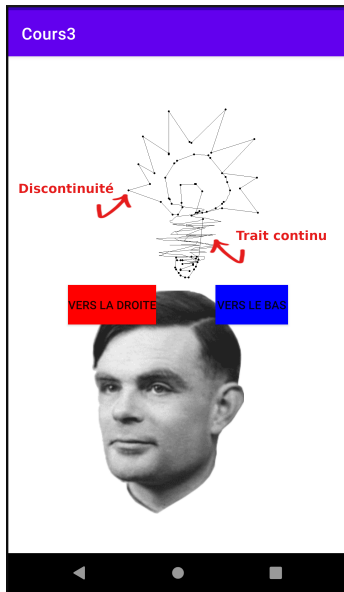 Cours3
Discontinuité
Trait continu
VERS LA DROITE
VERS LE BAS